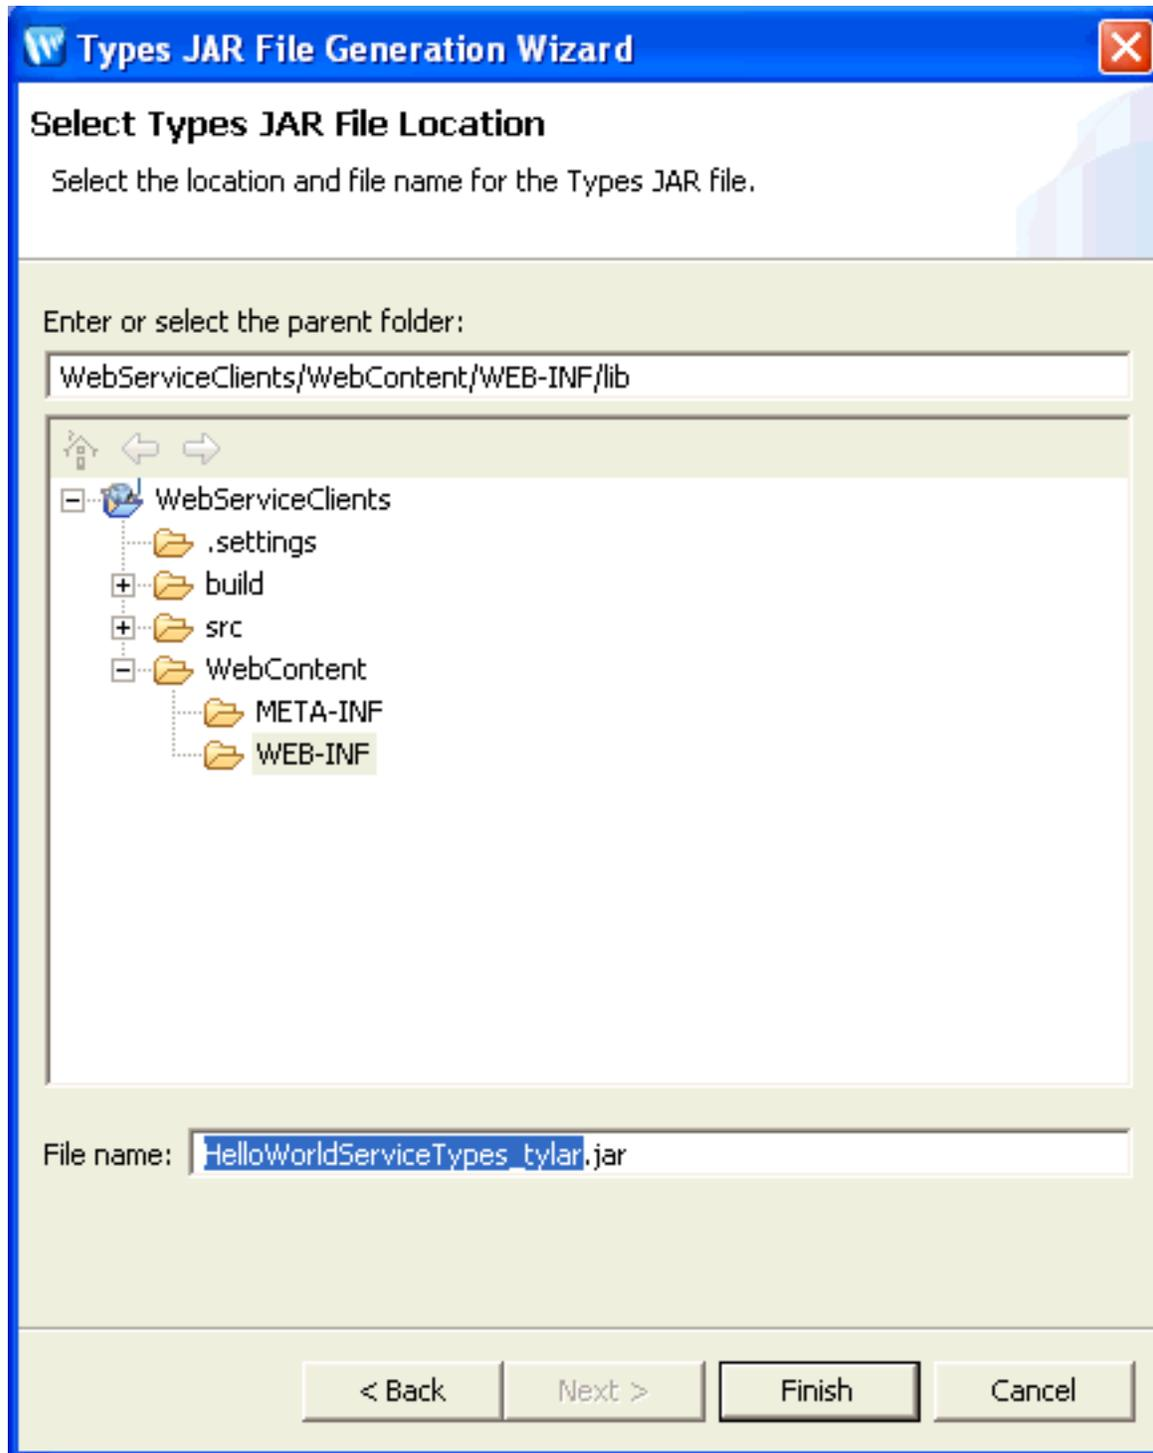 Types JAR File Generation Wizard
Select Types JAR File Location
Select the location and file name for the Types JAR file.
Enter or select the parent folder:
WebServiceClients/WebContent/WEB-INF/lib
WebServiceClients
.settings
build
src
WebContent
META-INF
WEB-INF
File name: HelloWorldServiceTypes_tylar.jar
< Back Next > Finish Cancel